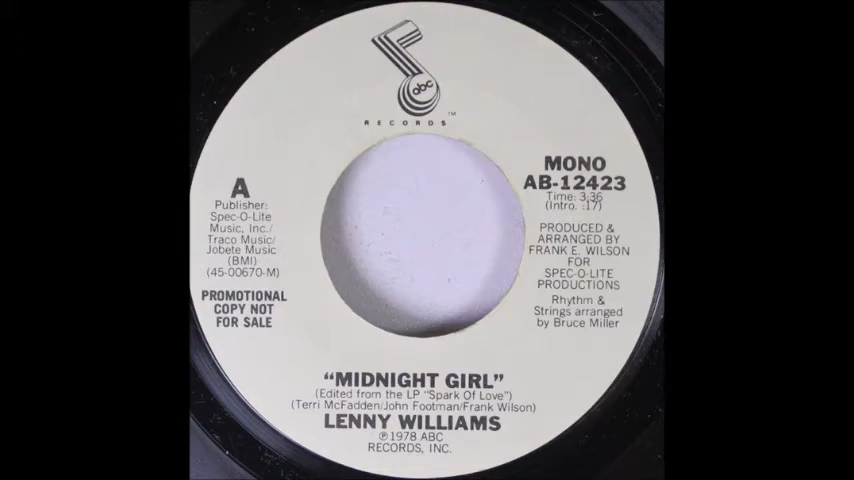 abc
RECORDS™
A
Publisher:
Spec-O-Lite
Music, Inc./
Traco Music/
Jobete Music
(BMI)
(45-00670-M)
PROMOTIONAL
COPY NOT
FOR SALE
MONO
AB-12423
Time: 3:36
(Intro. :17)
PRODUCED &
ARRANGED BY
FRANK E. WILSON
FOR
SPEC-O-LITE
PRODUCTIONS
Rhythm &
Strings arranged
by Bruce Miller
"MIDNIGHT GIRL"
(Edited from the LP "Spark Of Love")
(Terri McFadden/John Footman/Frank Wilson)
LENNY WILLIAMS
℗1978 ABC
RECORDS, INC.